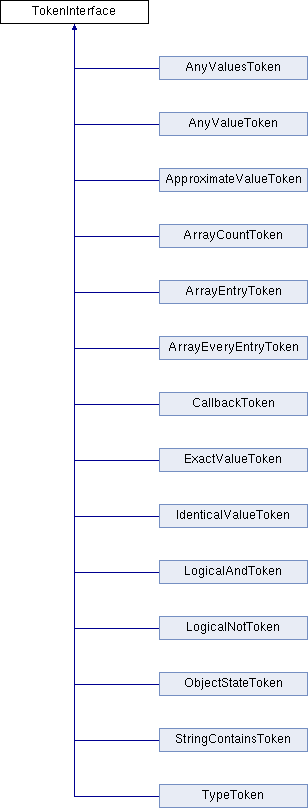 TokenInterface
AnyValuesToken
AnyValueToken
ApproximateValueToken
ArrayCountToken
ArrayEntryToken
ArrayEveryEntryToken
CallbackToken
ExactValueToken
IdenticalValueToken
LogicalAndToken
LogicalNotToken
ObjectStateToken
StringContainsToken
TypeToken